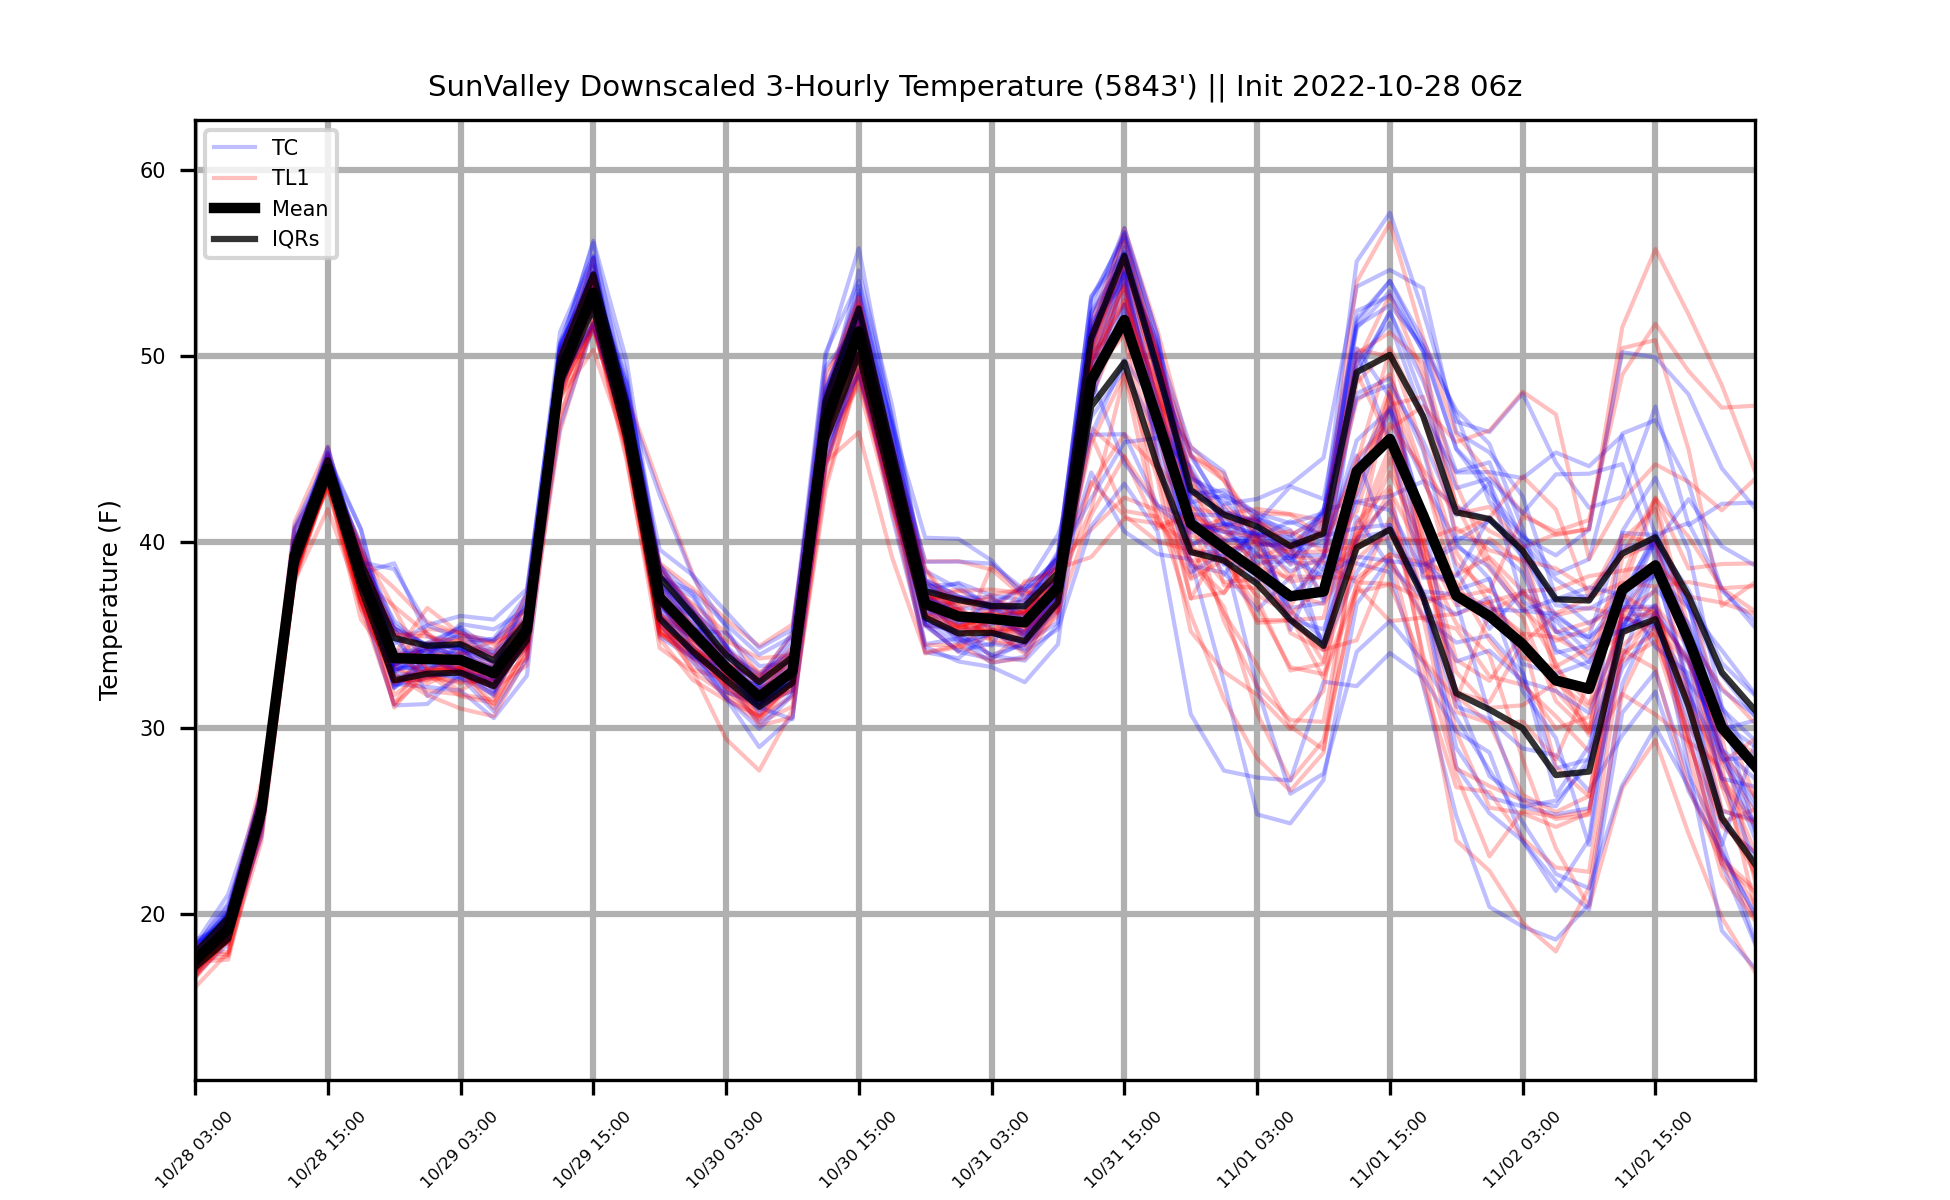 SunValley Downscaled 3-Hourly Temperature (5843') || Init 2022-10-28 06z
TC
TL1
Mean
IQRs
60
50
40
30
20
Temperature (F)
10/28 03:00
10/28 15:00
10/29 03:00
10/29 15:00
10/30 03:00
10/30 15:00
10/31 03:00
10/31 15:00
11/01 03:00
11/01 15:00
11/02 03:00
11/02 15:00